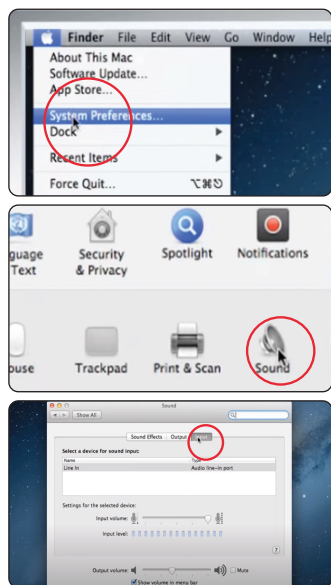 Finder File Edit View Go Window Help
About This Mac
Software Update...
App Store...
System Preferences...
Dock
Recent Items
Force Quit... ⌥⌘⎋
guage Text
Security & Privacy
Spotlight
Notifications
ouse
Trackpad
Print & Scan
Sound
Sound
Show All
Sound Effects Output
Select a device for sound input:
Name Type
Line In Audio line-in port
Settings for the selected device:
Input volume:
Input level:
?
Output volume: Mute
Show volume in menu bar